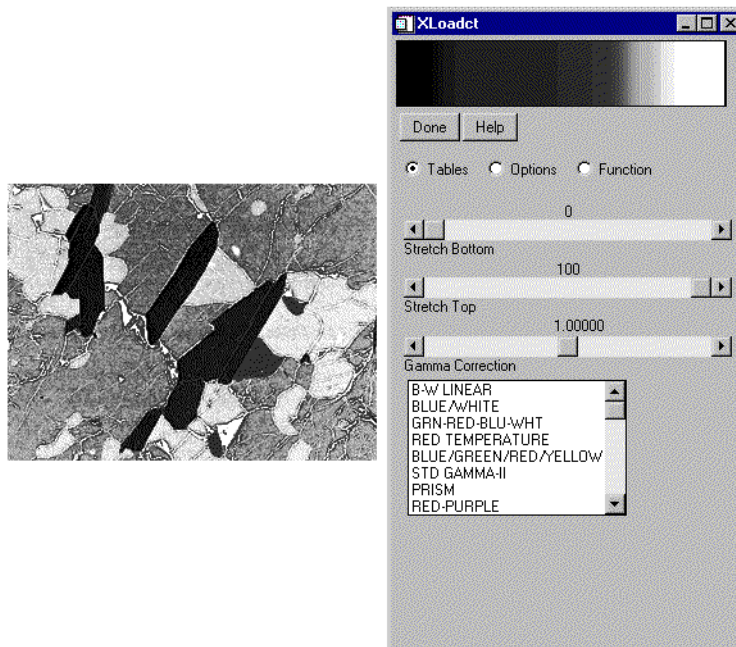 XLoadct
Done Help
Tables Options Function
0
Stretch Bottom
100
Stretch Top
1.00000
Gamma Correction
B-W LINEAR
BLUE/WHITE
GRN-RED-BLU-WHT
RED TEMPERATURE
BLUE/GREEN/RED/YELLOW
STD GAMMA-II
PRISM
RED-PURPLE